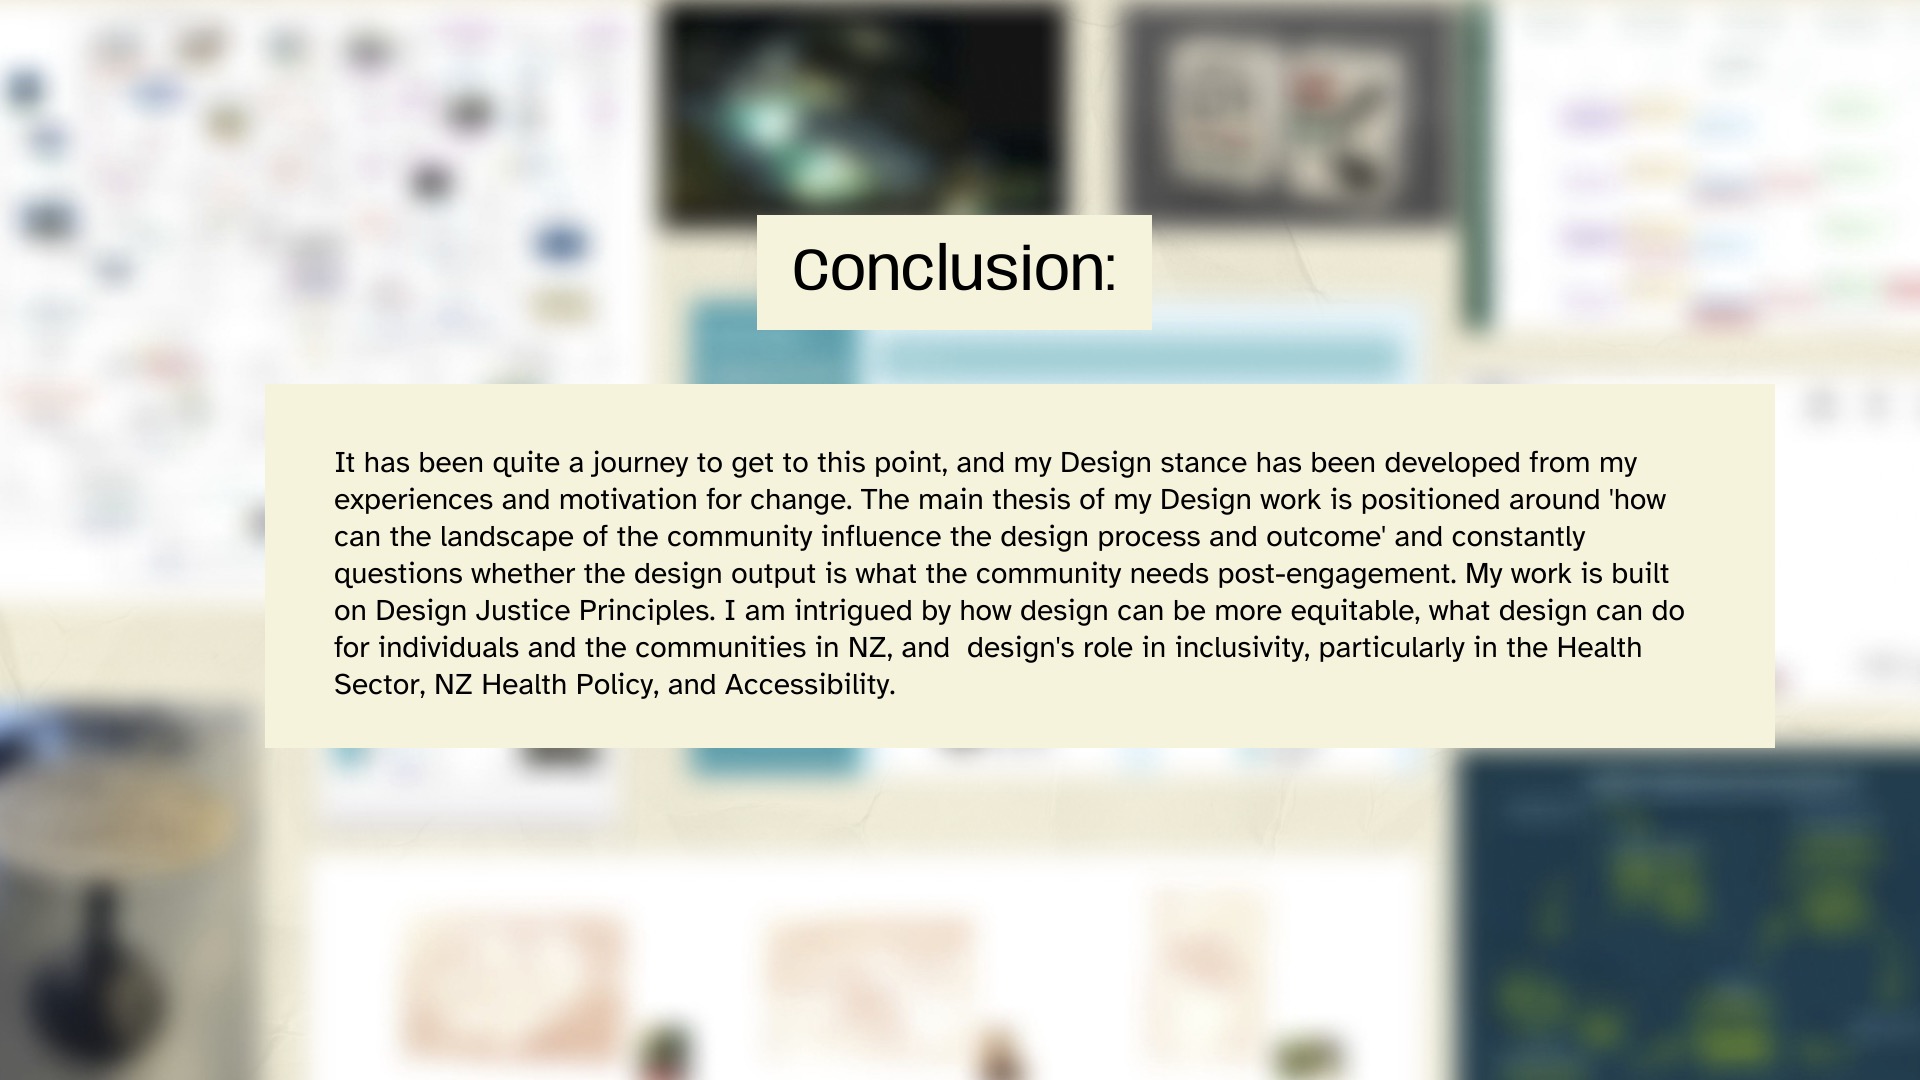 Conclusion:
It has been quite a journey to get to this point, and my Design stance has been developed from my
experiences and motivation for change. The main thesis of my Design work is positioned around 'how
can the landscape of the community influence the design process and outcome' and constantly
questions whether the design output is what the community needs post-engagement. My work is built
on Design Justice Principles. I am intrigued by how design can be more equitable, what design can do
for individuals and the communities in NZ, and  design's role in inclusivity, particularly in the Health
Sector, NZ Health Policy, and Accessibility.